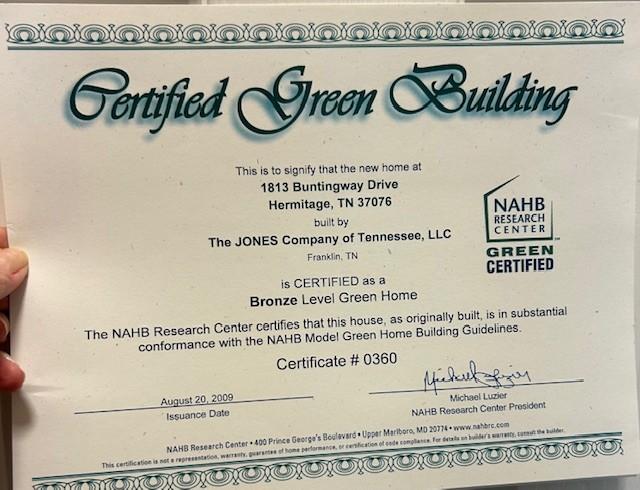 Certified Green Building
This is to signify that the new home at
1813 Buntingway Drive
Hermitage, TN 37076
built by
The JONES Company of Tennessee, LLC
Franklin, TN
is CERTIFIED as a
Bronze Level Green Home
NAHB
RESEARCH
CENTER
GREEN
CERTIFIED
The NAHB Research Center certifies that this house, as originally built, is in substantial
conformance with the NAHB Model Green Home Building Guidelines.
Certificate # 0360
August 20, 2009
Issuance Date
Michael Luzier
Michael Luzier
NAHB Research Center President
NAHB Research Center • 400 Prince George's Boulevard • Upper Marlboro, MD 20774 • www.nahbrc.com
This certification is not a representation, warranty, guarantee of home performance, or certification of code compliance. For details on builder's warranty, consult the builder.